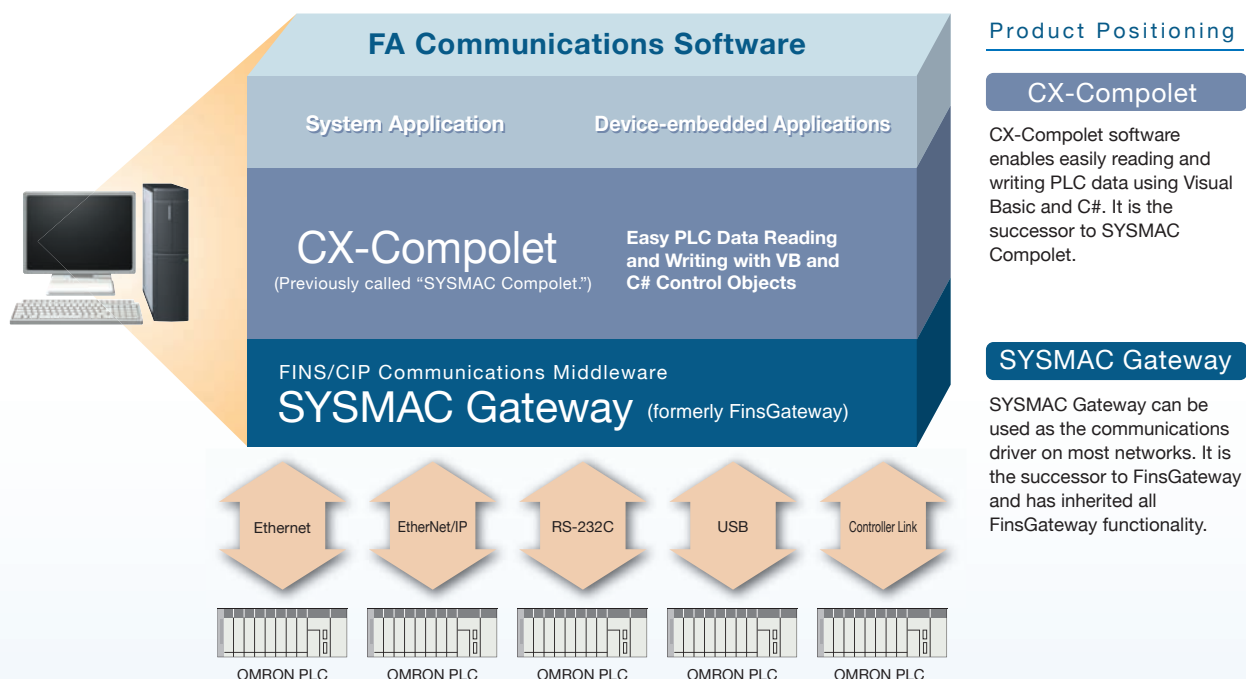 FA Communications Software
System Application
Device-embedded Applications
CX-Compolet
(Previously called “SYSMAC Compolet.”)
Easy PLC Data Reading
and Writing with VB and
C# Control Objects
FINS/CIP Communications Middleware
SYSMAC Gateway (formerly FinsGateway)
Ethernet
EtherNet/IP
RS-232C
USB
Controller Link
OMRON PLC
OMRON PLC
OMRON PLC
OMRON PLC
OMRON PLC
Product Positioning
CX-Compolet
CX-Compolet software
enables easily reading and
writing PLC data using Visual
Basic and C#. It is the
successor to SYSMAC
Compolet.
SYSMAC Gateway
SYSMAC Gateway can be
used as the communications
driver on most networks. It is
the successor to FinsGateway
and has inherited all
FinsGateway functionality.